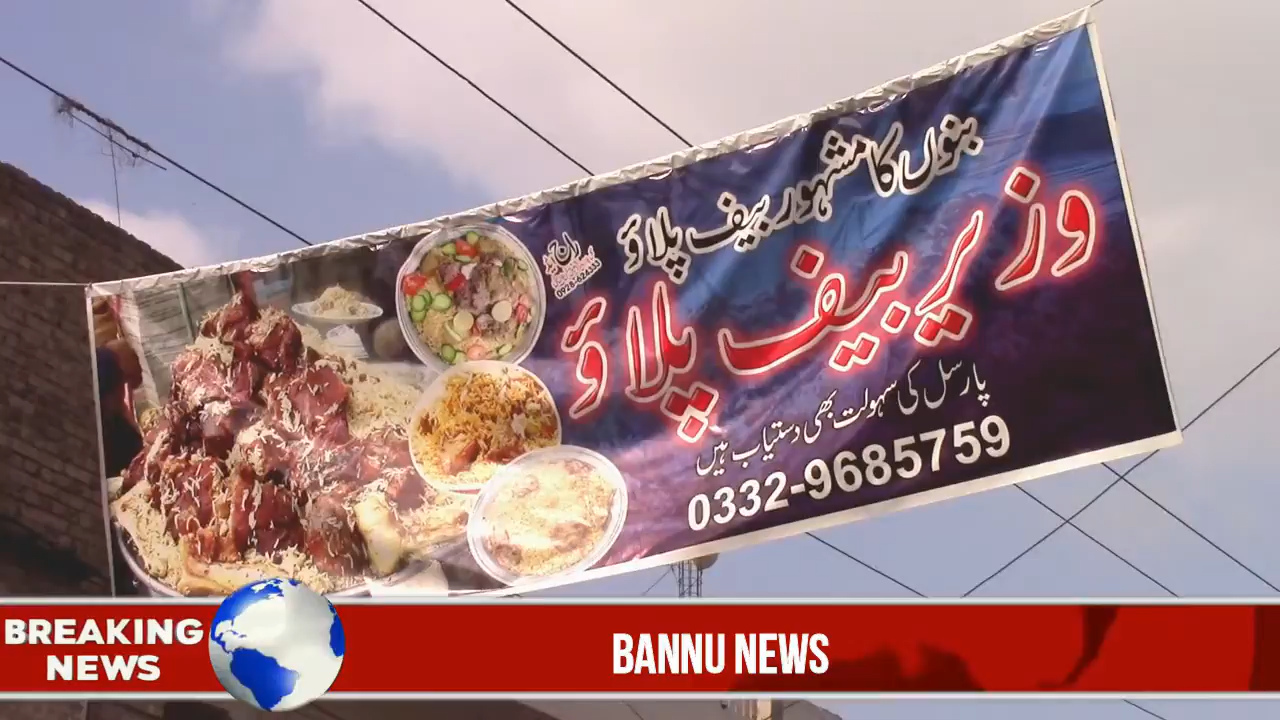 بنوں کا مشہور بیف پلاؤ
وزیر بیف پلاؤ
پارسل کی سہولت بھی دستیاب ہیں
0332-9685759
BREAKING
NEWS
BANNU NEWS